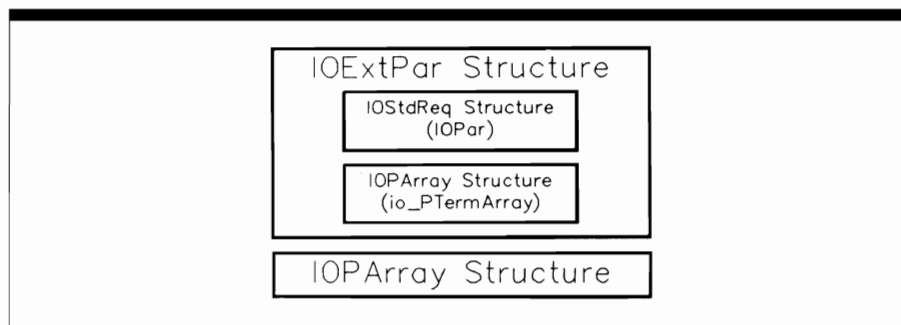 IOExtPar Structure
IOStdReq Structure
(IOPar)
IOPArray Structure
(io_PTermArray)
IOPArray Structure